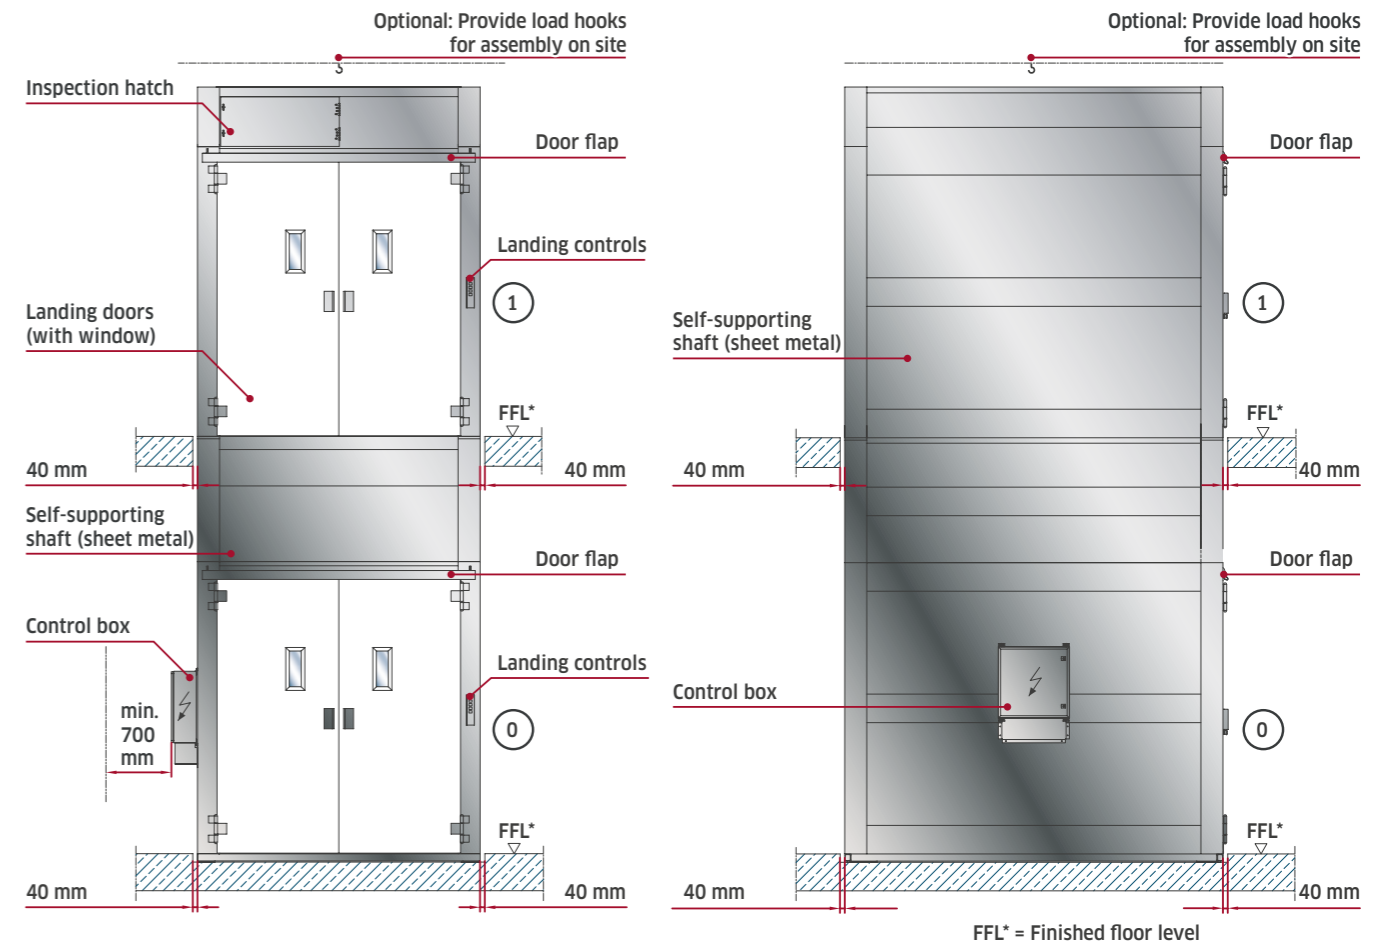 Optional: Provide load hooks
for assembly on site
Inspection hatch
Door flap
Landing controls
1
Landing doors
(with window)
FFL*
40 mm
40 mm
Self-supporting
shaft (sheet metal)
Door flap
Control box
Landing controls
min.
700
mm
0
FFL*
40 mm
40 mm
Optional: Provide load hooks
for assembly on site
Door flap
1
Self-supporting
shaft (sheet metal)
FFL*
40 mm
40 mm
Door flap
Control box
0
FFL*
40 mm
40 mm
FFL* = Finished floor level